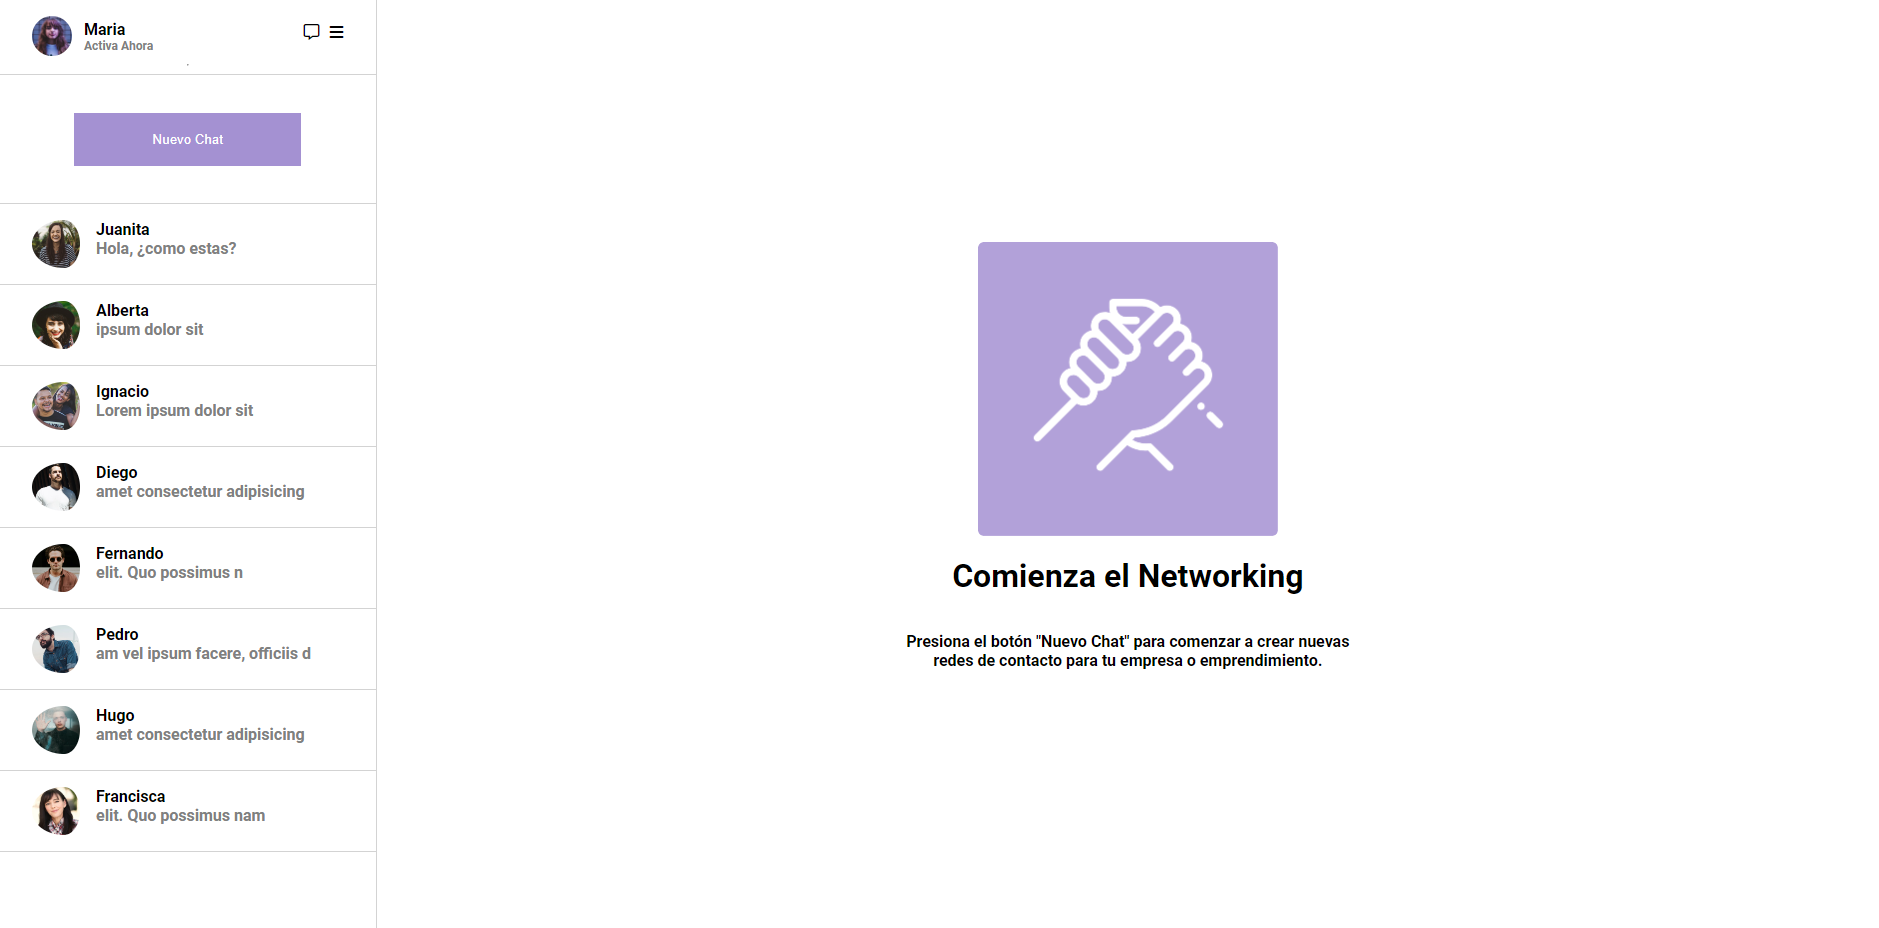 Maria
Activa Ahora
Nuevo Chat
Juanita
Hola, ¿como estas?
Alberta
ipsum dolor sit
Ignacio
Lorem ipsum dolor sit
Diego
amet consectetur adipisicing
Fernando
elit. Quo possimus n
Pedro
am vel ipsum facere, officiis d
Hugo
amet consectetur adipisicing
Francisca
elit. Quo possimus nam
Comienza el Networking
Presiona el botón "Nuevo Chat" para comenzar a crear nuevas
redes de contacto para tu empresa o emprendimiento.